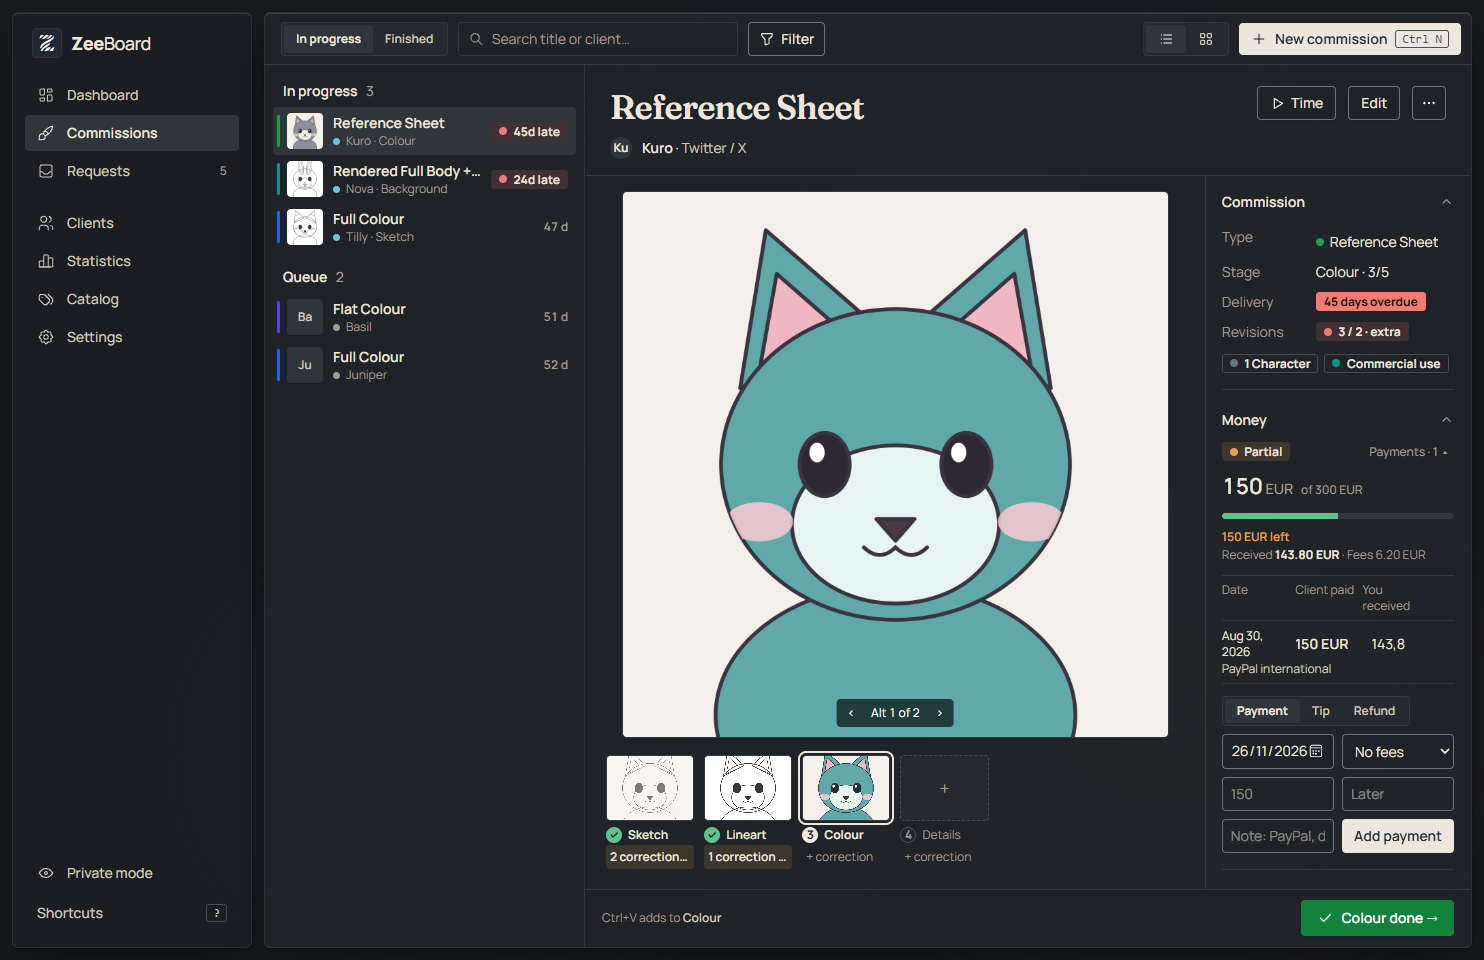 ZeeBoard
Dashboard
Commissions
Requests 5
Clients
Statistics
Catalog
Settings
Private mode
Shortcuts ?
In progress Finished
Search title or client...
Filter
New commission Ctrl N
In progress 3
Reference Sheet
Kuro · Colour
45d late
Rendered Full Body +...
Nova · Background
24d late
Full Colour
Tilly · Sketch
47 d
Queue 2
Ba
Flat Colour
Basil
51 d
Ju
Full Colour
Juniper
52 d
Reference Sheet
Ku Kuro · Twitter / X
Time Edit ...
‹ Alt 1 of 2 ›
Sketch
2 correction...
Lineart
1 correction ...
3 Colour
+ correction
+
4 Details
+ correction
Ctrl+V adds to Colour
Colour done →
Commission
Type Reference Sheet
Stage Colour · 3/5
Delivery 45 days overdue
Revisions 3 / 2 · extra
1 Character Commercial use
Money
Partial Payments · 1
150 EUR of 300 EUR
150 EUR left
Received 143.80 EUR · Fees 6.20 EUR
Date Client paid You
received
Aug 30,
2026
150 EUR 143,8
PayPal international
Payment Tip Refund
26/11/2026 No fees
150 Later
Note: PayPal, d Add payment